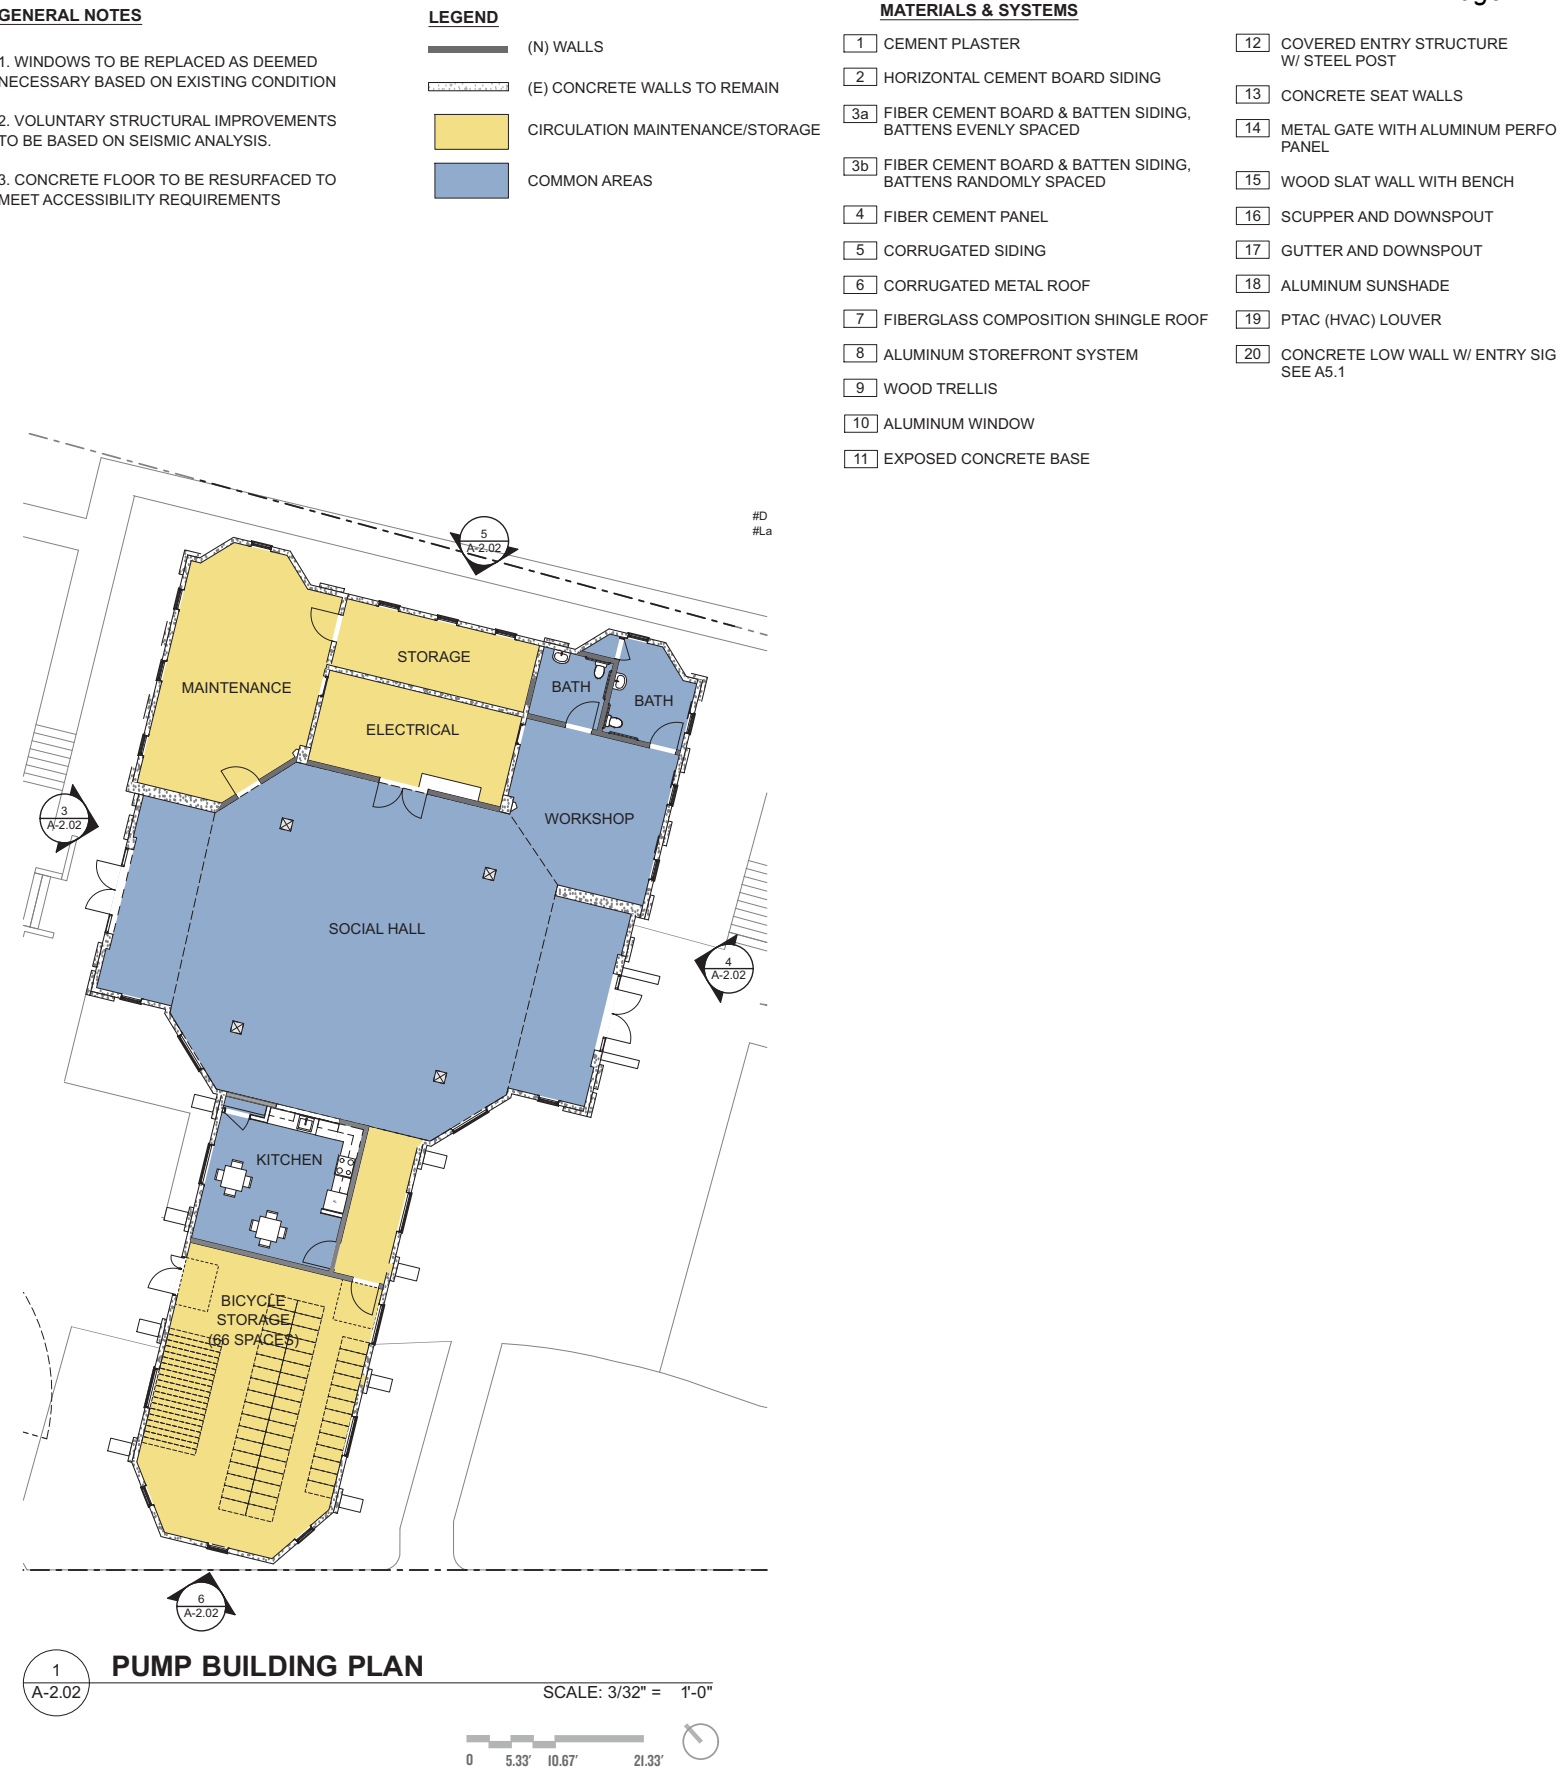 GENERAL NOTES
1. WINDOWS TO BE REPLACED AS DEEMED
NECESSARY BASED ON EXISTING CONDITION
2. VOLUNTARY STRUCTURAL IMPROVEMENTS
TO BE BASED ON SEISMIC ANALYSIS.
3. CONCRETE FLOOR TO BE RESURFACED TO
MEET ACCESSIBILITY REQUIREMENTS
LEGEND
(N) WALLS
(E) CONCRETE WALLS TO REMAIN
CIRCULATION MAINTENANCE/STORAGE
COMMON AREAS
MATERIALS & SYSTEMS
1 CEMENT PLASTER
2 HORIZONTAL CEMENT BOARD SIDING
3a FIBER CEMENT BOARD & BATTEN SIDING,
BATTENS EVENLY SPACED
3b FIBER CEMENT BOARD & BATTEN SIDING,
BATTENS RANDOMLY SPACED
4 FIBER CEMENT PANEL
5 CORRUGATED SIDING
6 CORRUGATED METAL ROOF
7 FIBERGLASS COMPOSITION SHINGLE ROOF
8 ALUMINUM STOREFRONT SYSTEM
9 WOOD TRELLIS
10 ALUMINUM WINDOW
11 EXPOSED CONCRETE BASE
12 COVERED ENTRY STRUCTURE
W/ STEEL POST
13 CONCRETE SEAT WALLS
14 METAL GATE WITH ALUMINUM PERFO
PANEL
15 WOOD SLAT WALL WITH BENCH
16 SCUPPER AND DOWNSPOUT
17 GUTTER AND DOWNSPOUT
18 ALUMINUM SUNSHADE
19 PTAC (HVAC) LOUVER
20 CONCRETE LOW WALL W/ ENTRY SIG
SEE A5.1
#D
#La
5
A-2.02
STORAGE
MAINTENANCE
BATH
BATH
ELECTRICAL
3
A-2.02
WORKSHOP
SOCIAL HALL
4
A-2.02
KITCHEN
BICYCLE
STORAGE
(66 SPACES)
6
A-2.02
1
A-2.02
PUMP BUILDING PLAN
SCALE: 3/32" = 1'-0"
0 5.33' 10.67' 21.33'